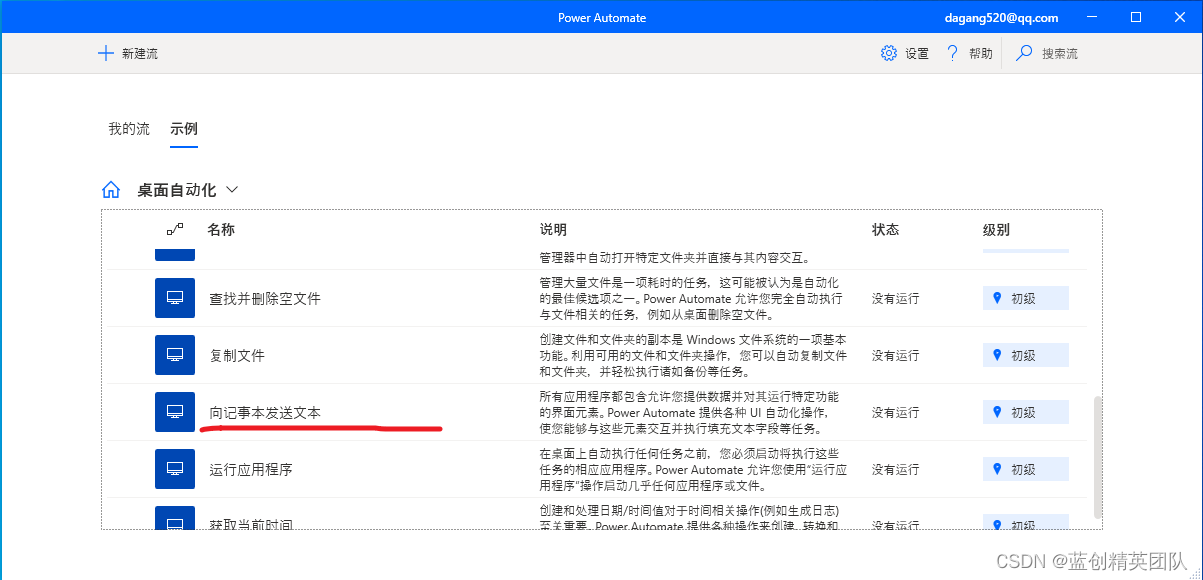 Power Automate
dagang520@qq.com
新建流
设置
帮助
搜索流
我的流
示例
桌面自动化
名称
说明
状态
级别
管理器中自动打开特定文件夹并直接与其内容交互。
查找并删除空文件
管理大量文件是一项耗时的任务，这可能被认为是自动化
的最佳候选项之一。Power Automate 允许您完全自动执行
与文件相关的任务，例如从桌面删除空文件。
没有运行
初级
复制文件
创建文件和文件夹的副本是 Windows 文件系统的一项基本
功能。利用可用的文件和文件夹操作，您可以自动复制文件
和文件夹，并轻松执行诸如备份等任务。
没有运行
初级
向记事本发送文本
所有应用程序都包含允许您提供数据并对其运行特定功能
的界面元素。Power Automate 提供各种 UI 自动化操作，
使您能够与这些元素交互并执行填充文本字段等任务。
没有运行
初级
运行应用程序
在桌面上自动执行任何任务之前，您必须启动将执行这些
任务的相应应用程序。Power Automate 允许您使用“运行应
用程序”操作启动几乎任何应用程序或文件。
没有运行
初级
获取当前时间
创建和处理日期/时间值对于时间相关操作(例如生成日志)
至关重要。Power Automate 提供各种操作来创建、转换和
没有运行
初级
CSDN @蓝创精英团队